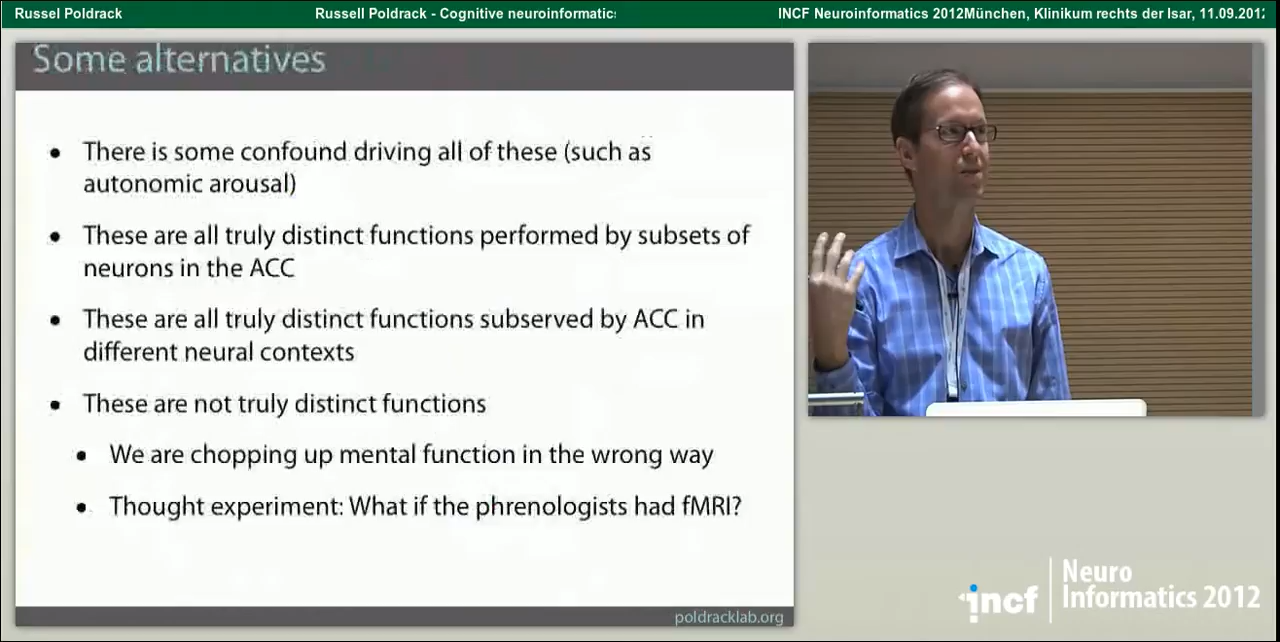 Russel Poldrack
Russell Poldrack - Cognitive neuroinformatics
INCF Neuroinformatics 2012München, Klinikum rechts der Isar, 11.09.2012
Some alternatives
• There is some confound driving all of these (such as
autonomic arousal)
• These are all truly distinct functions performed by subsets of
neurons in the ACC
• These are all truly distinct functions subserved by ACC in
different neural contexts
• These are not truly distinct functions
• We are chopping up mental function in the wrong way
• Thought experiment: What if the phrenologists had fMRI?
poldracklab.org
incf
Neuro
Informatics 2012